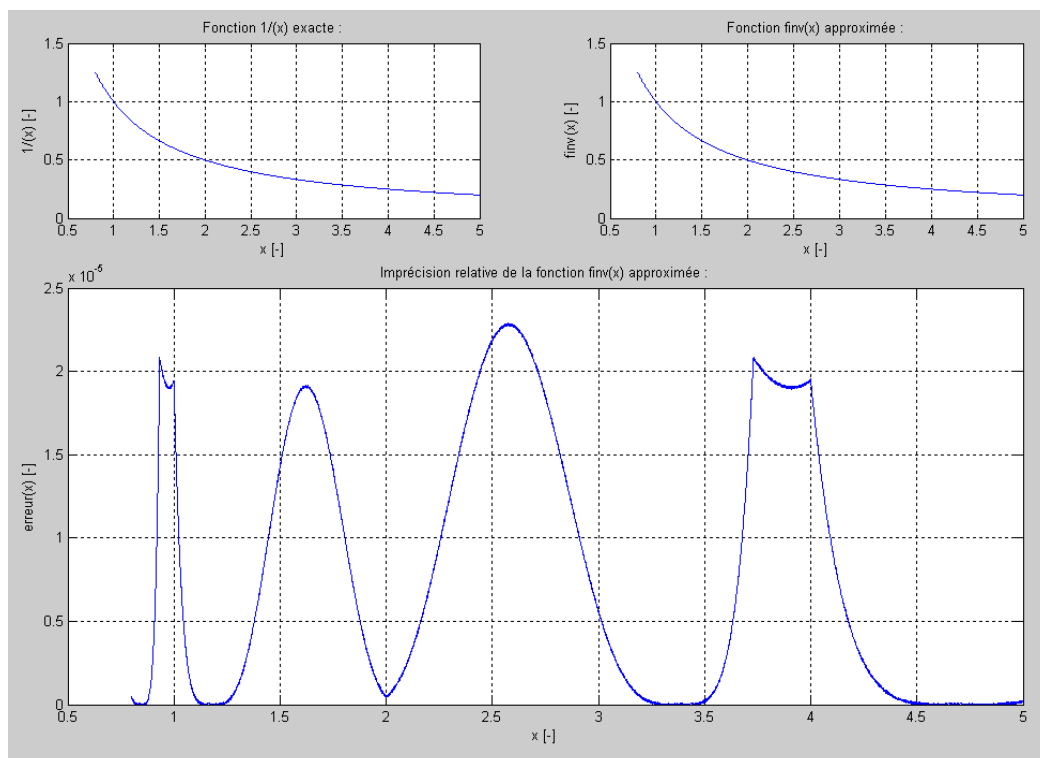 Fonction 1/(x) exacte :
1.5
1
0.5
0
1/(x) [-]
0.5 1 1.5 2 2.5 3 3.5 4 4.5 5
x [-]
Fonction finv(x) approximée :
1.5
1
0.5
0
finv(x) [-]
0.5 1 1.5 2 2.5 3 3.5 4 4.5 5
x [-]
Imprécision relative de la fonction finv(x) approximée :
x 10^-5
2.5
2
1.5
1
0.5
0
erreur(x) [-]
0.5 1 1.5 2 2.5 3 3.5 4 4.5 5
x [-]